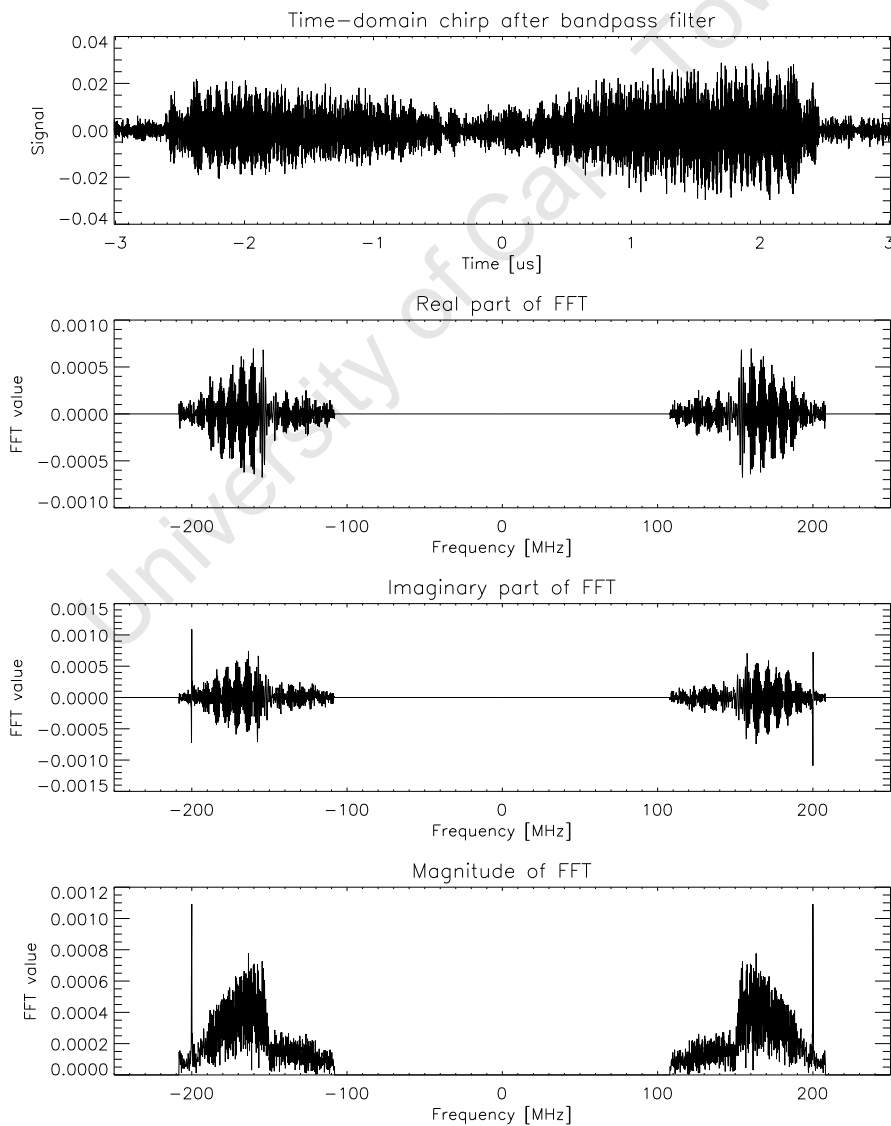 Time-domain chirp after bandpass filter
0.04
0.02
0.00
-0.02
-0.04
Signal
-3 -2 -1 0 1 2 3
Time [us]
Real part of FFT
0.0010
0.0005
0.0000
-0.0005
-0.0010
FFT value
-200 -100 0 100 200
Frequency [MHz]
Imaginary part of FFT
0.0015
0.0010
0.0005
0.0000
-0.0005
-0.0010
-0.0015
FFT value
-200 -100 0 100 200
Frequency [MHz]
Magnitude of FFT
0.0012
0.0010
0.0008
0.0006
0.0004
0.0002
0.0000
FFT value
-200 -100 0 100 200
Frequency [MHz]
University of Cape Tow